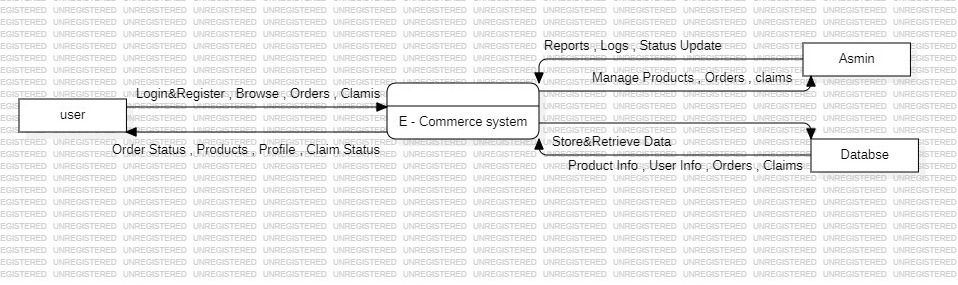 Reports , Logs , Status Update
Asmin
Manage Products , Orders , claims
Login&Register , Browse , Orders , Clamis
user
E - Commerce system
Order Status , Products , Profile , Claim Status
Store&Retrieve Data
Databse
Product Info , User Info , Orders , Claims
UNREGISTERED